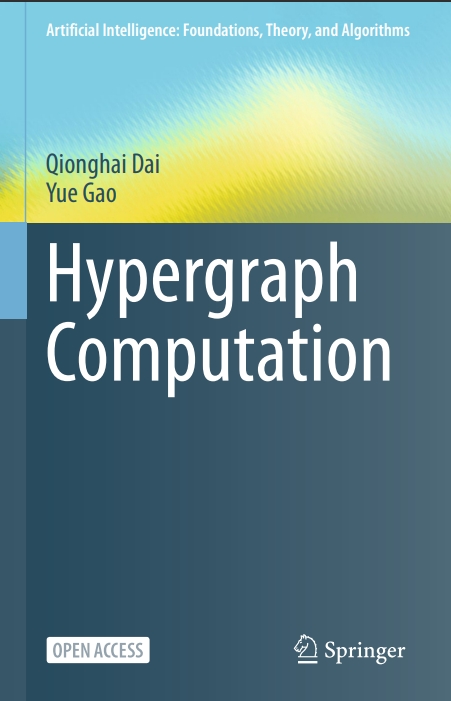 Artificial Intelligence: Foundations, Theory, and Algorithms
Qionghai Dai
Yue Gao
Hypergraph
Computation
OPEN ACCESS
Springer